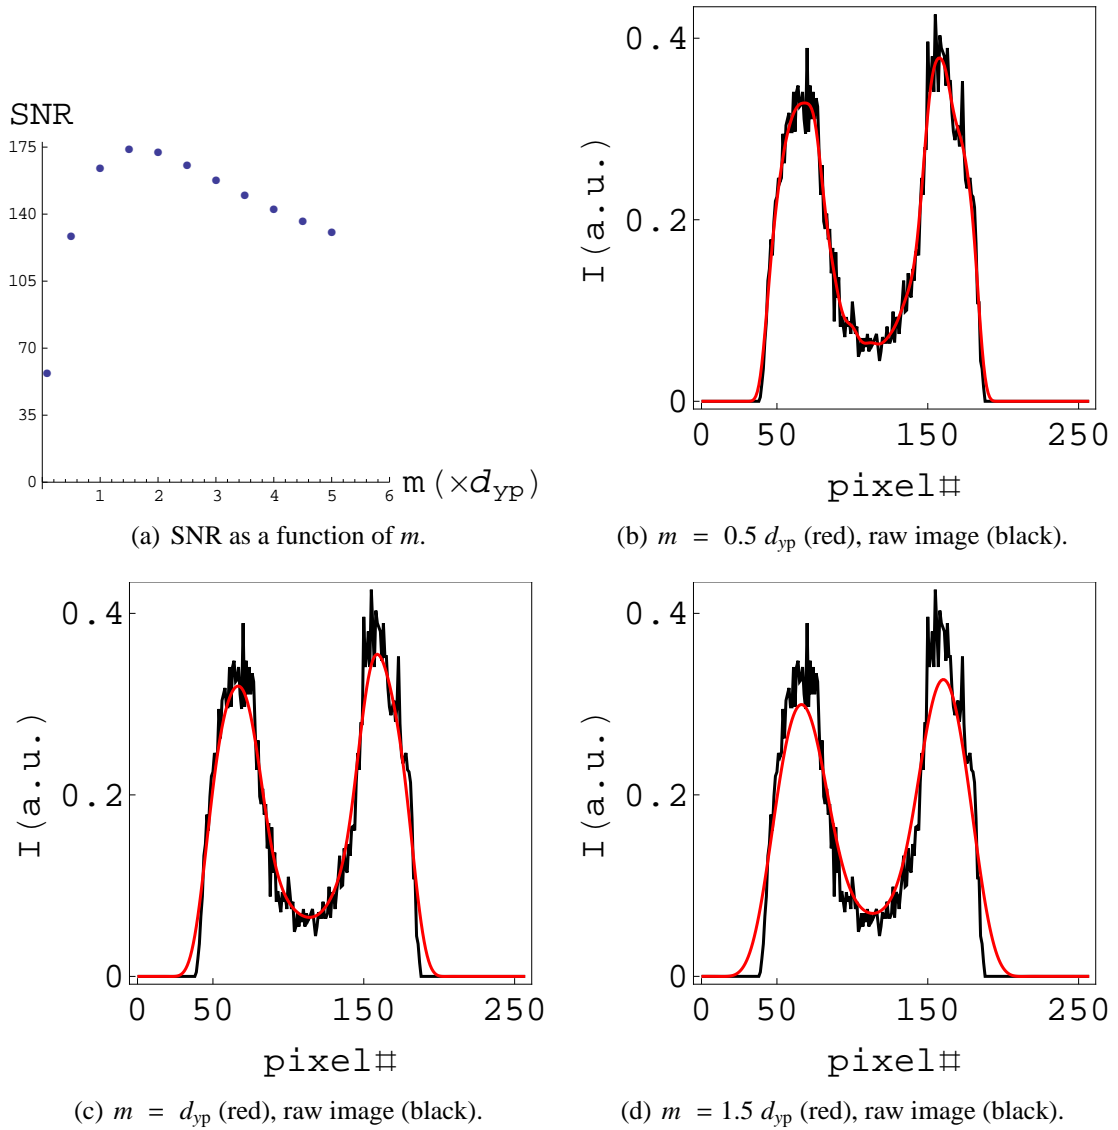 SNR
175
140
105
70
35
0
1 2 3 4 5 6
m (×dyp)
(a) SNR as a function of m.
0.4
0.2
0
I (a.u.)
0 50 150 250
pixel#
(b) m = 0.5 dyp (red), raw image (black).
0.4
0.2
0
I (a.u.)
0 50 150 250
pixel#
(c) m = dyp (red), raw image (black).
0.4
0.2
0
I (a.u.)
0 50 150 250
pixel#
(d) m = 1.5 dyp (red), raw image (black).